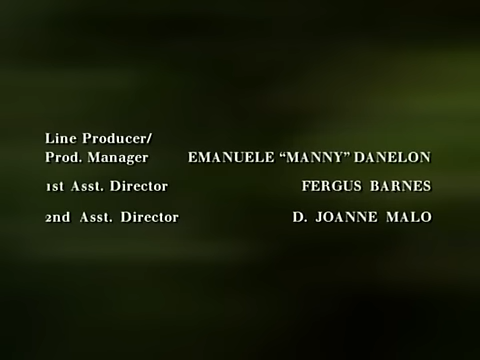 Line Producer/
Prod. Manager EMANUELE “MANNY” DANELON
1st Asst. Director FERGUS BARNES
2nd Asst. Director D. JOANNE MALO